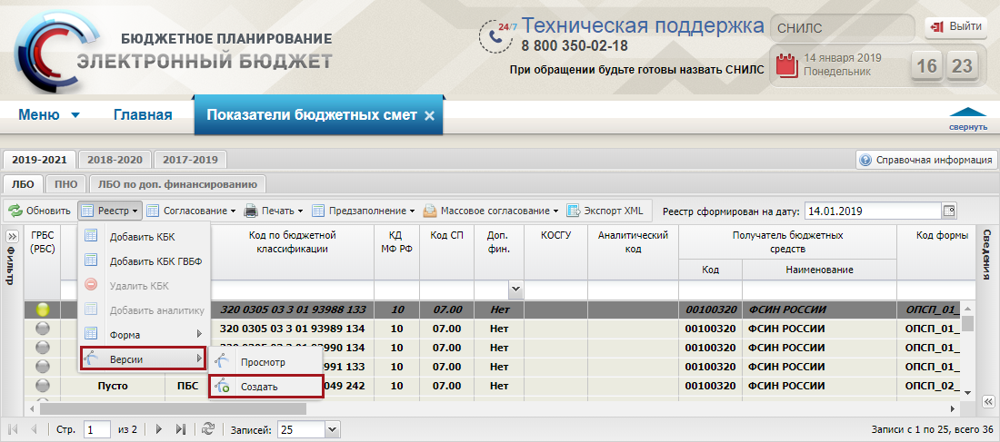 БЮДЖЕТНОЕ ПЛАНИРОВАНИЕ
ЭЛЕКТРОННЫЙ БЮДЖЕТ
24/7 Техническая поддержка
8 800 350-02-18
При обращении будьте готовы назвать СНИЛС
СНИЛС
Выйти
14 января 2019
Понедельник
16 23
Меню Главная Показатели бюджетных смет
свернуть
2019-2021 2018-2020 2017-2019 Справочная информация
ЛБО ПНО ЛБО по доп. финансированию
Обновить Реестр Согласование Печать Предзаполнение Массовое согласование Экспорт XML Реестр сформирован на дату: 14.01.2019
Фильтр
ГРБС (РБС)
Код по бюджетной классификации
КД МФ РФ
Код СП
Доп. фин.
КОСГУ
Аналитический код
Получатель бюджетных средств
Код
Наименование
Код формы
Сведения
Добавить КБК
Добавить КБК ГВБФ
Удалить КБК
Добавить аналитику
Форма
Версии
Просмотр
Создать
320 0305 03 3 01 93988 133 10 07.00 Нет 00100320 ФСИН РОССИИ ОПСП_01_
320 0305 03 3 01 93988 134 10 07.00 Нет 00100320 ФСИН РОССИИ ОПСП_01_
320 0305 03 3 01 93990 134 10 07.00 Нет 00100320 ФСИН РОССИИ ОПСП_01_
991 133 10 07.00 Нет 00100320 ФСИН РОССИИ ОПСП_01_
Пусто ПБС 049 242 10 07.00 Нет 00100320 ФСИН РОССИИ ОПСП_02_
Стр. 1 из 2 Записей: 25 Записи с 1 по 25, всего 36